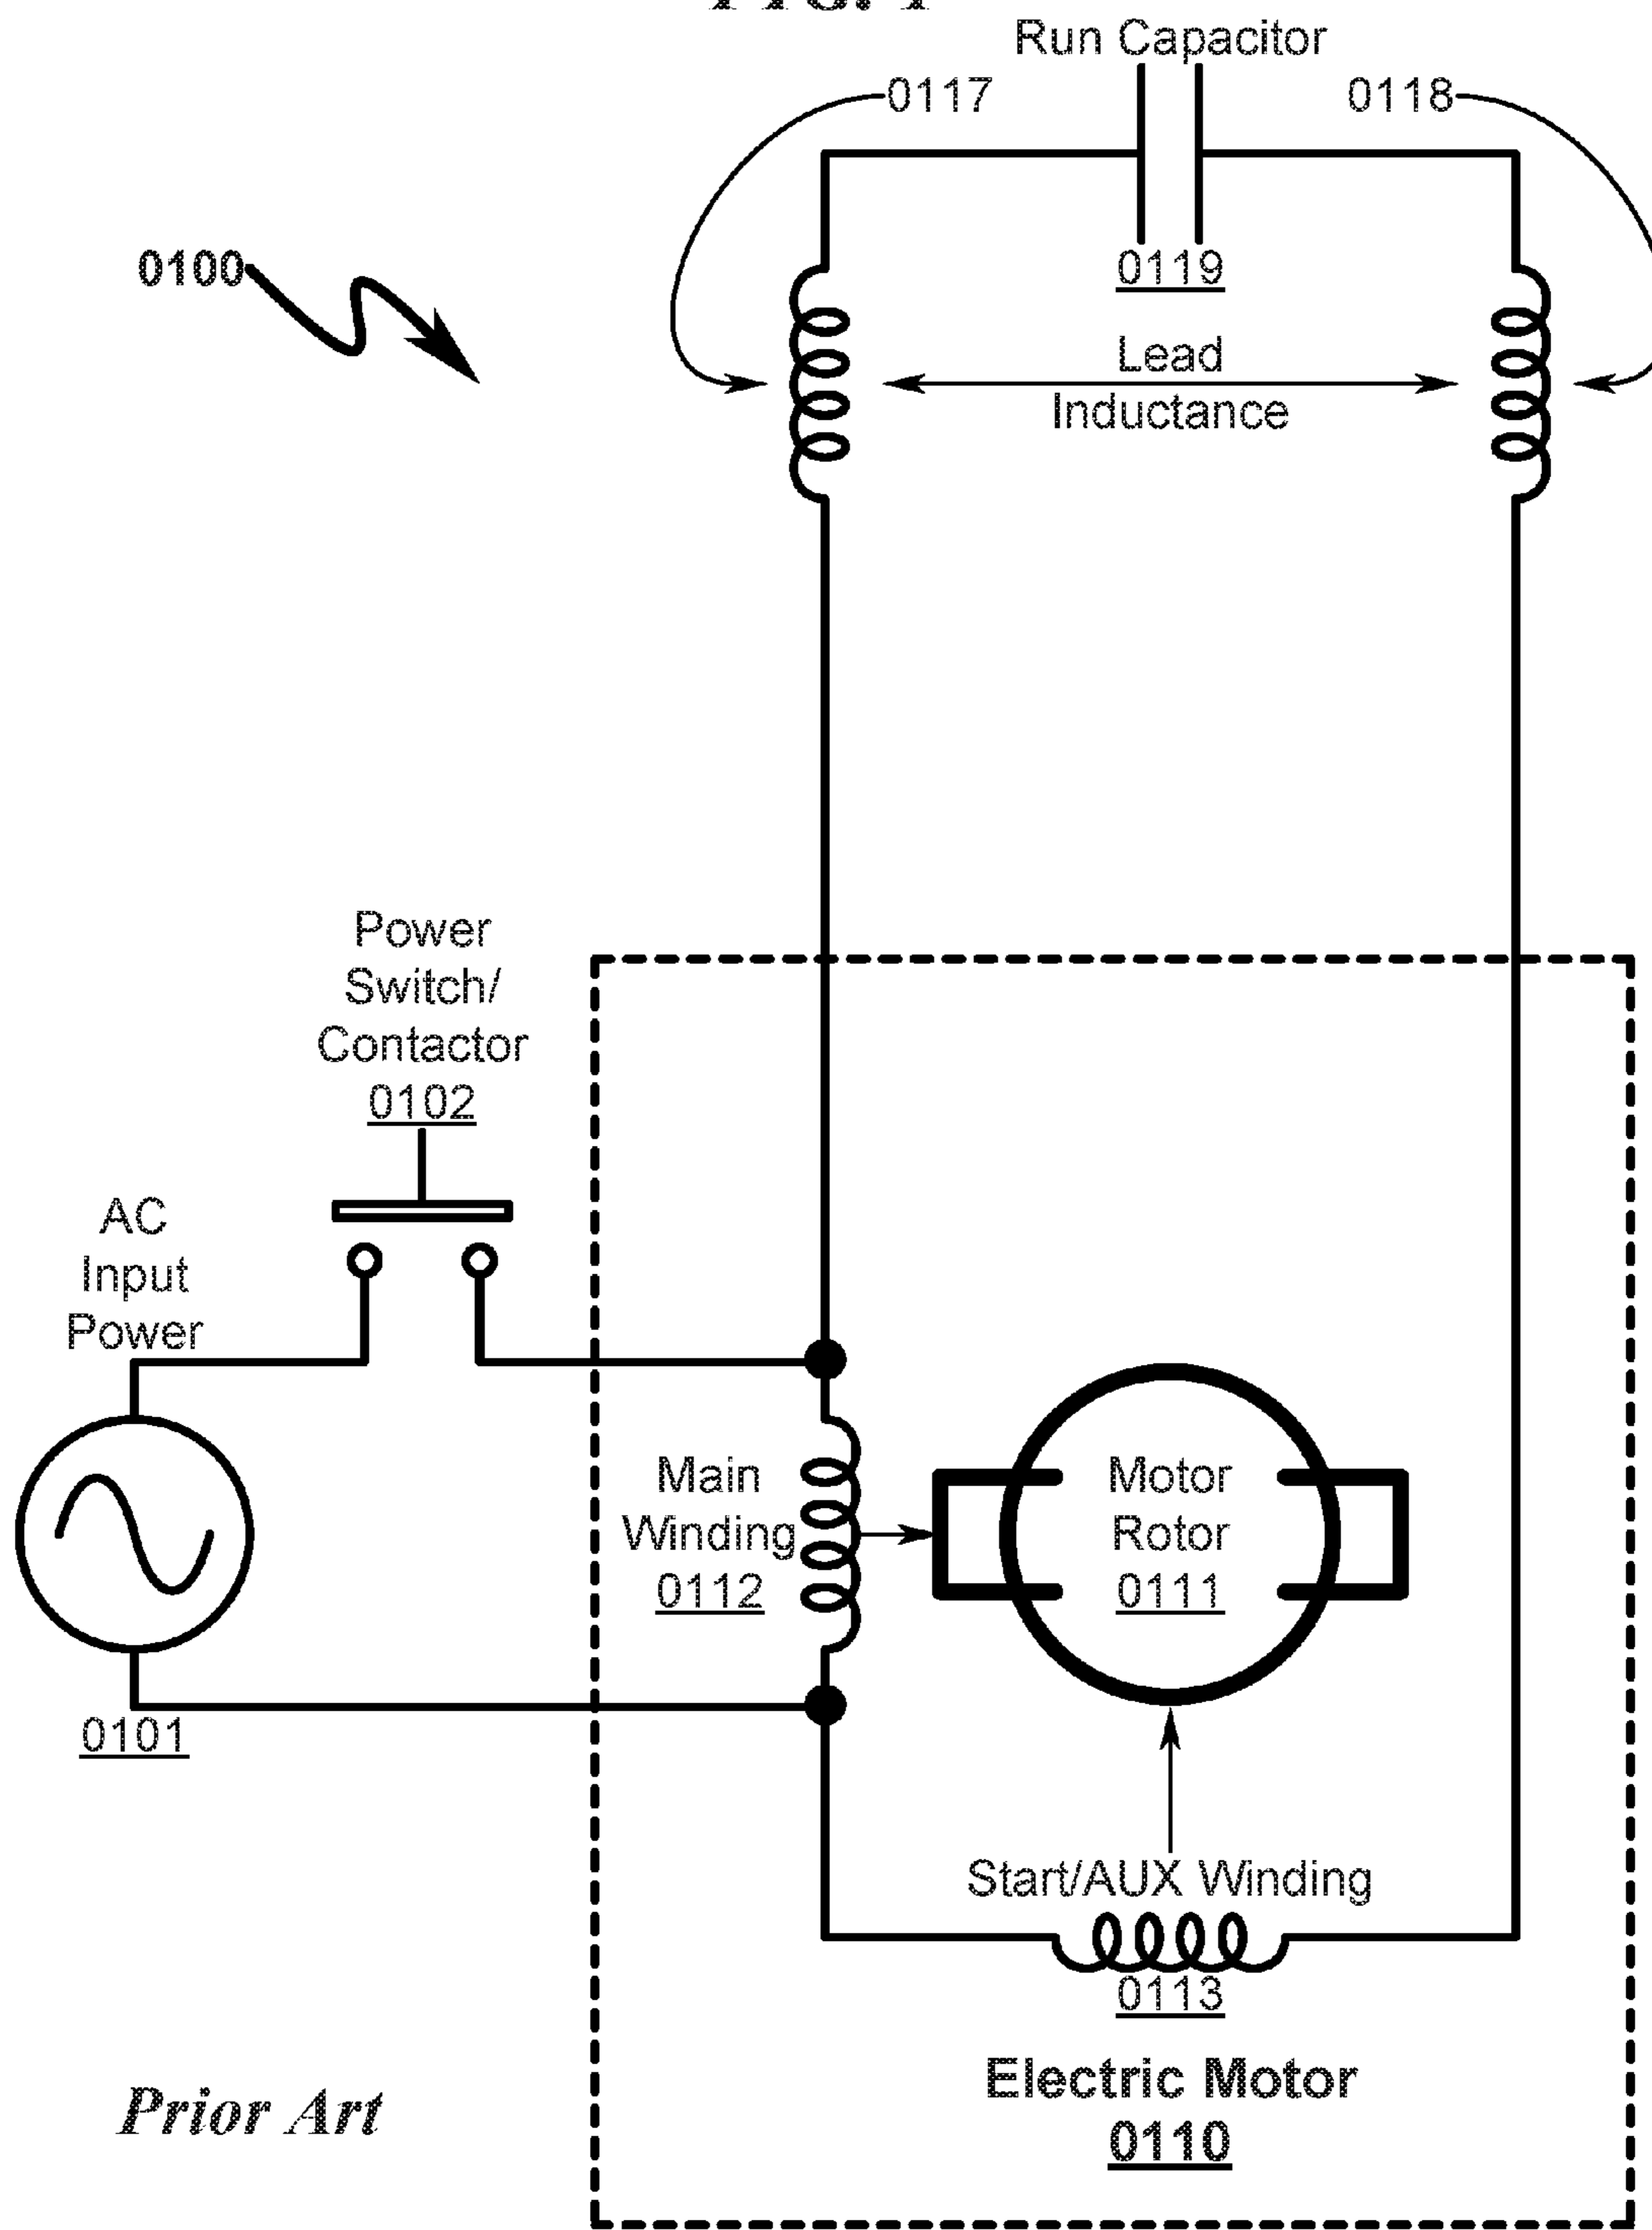 Run Capacitor
0117
0118
0100
0119
Lead
Inductance
Power
Switch/
Contactor
0102
AC
Input
Power
Main
Winding
0112
Motor
Rotor
0111
0101
Start/AUX Winding
0113
Electric Motor
0110
Prior Art